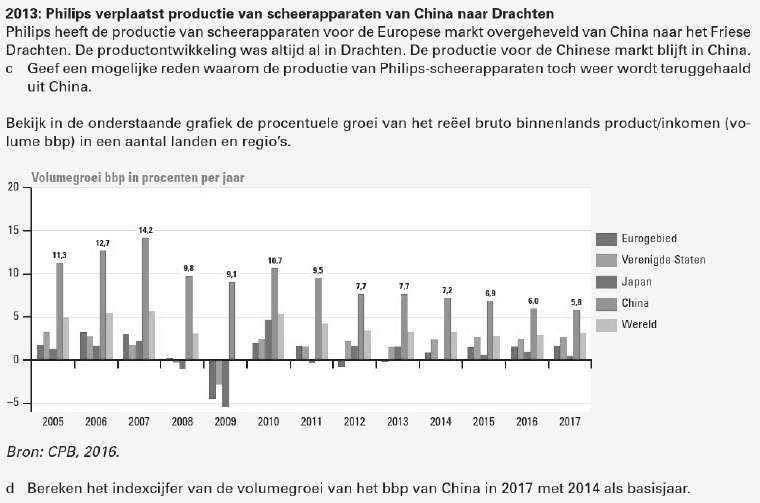 2013: Philips verplaatst productie van scheerapparaten van China naar Drachten
Philips heeft de productie van scheerapparaten voor de Europese markt overgeheveld van China naar het Friese
Drachten. De productontwikkeling was altijd al in Drachten. De productie voor de Chinese markt blijft in China.
c Geef een mogelijke reden waarom de productie van Philips-scheerapparaten toch weer wordt teruggehaald
uit China.
Bekijk in de onderstaande grafiek de procentuele groei van het reëel bruto binnenlands product/inkomen (vo-
lume bbp) in een aantal landen en regio's.
Volumegroei bbp in procenten per jaar
20
15
10
5
0
–5
11,3
12,7
14,2
9,8
9,1
10,7
9,5
7,7
7,7
7,2
6,9
6,0
5,8
2005 2006 2007 2008 2009 2010 2011 2012 2013 2014 2015 2016 2017
Eurogebied
Verenigde Staten
Japan
China
Wereld
Bron: CPB, 2016.
d Bereken het indexcijfer van de volumegroei van het bbp van China in 2017 met 2014 als basisjaar.